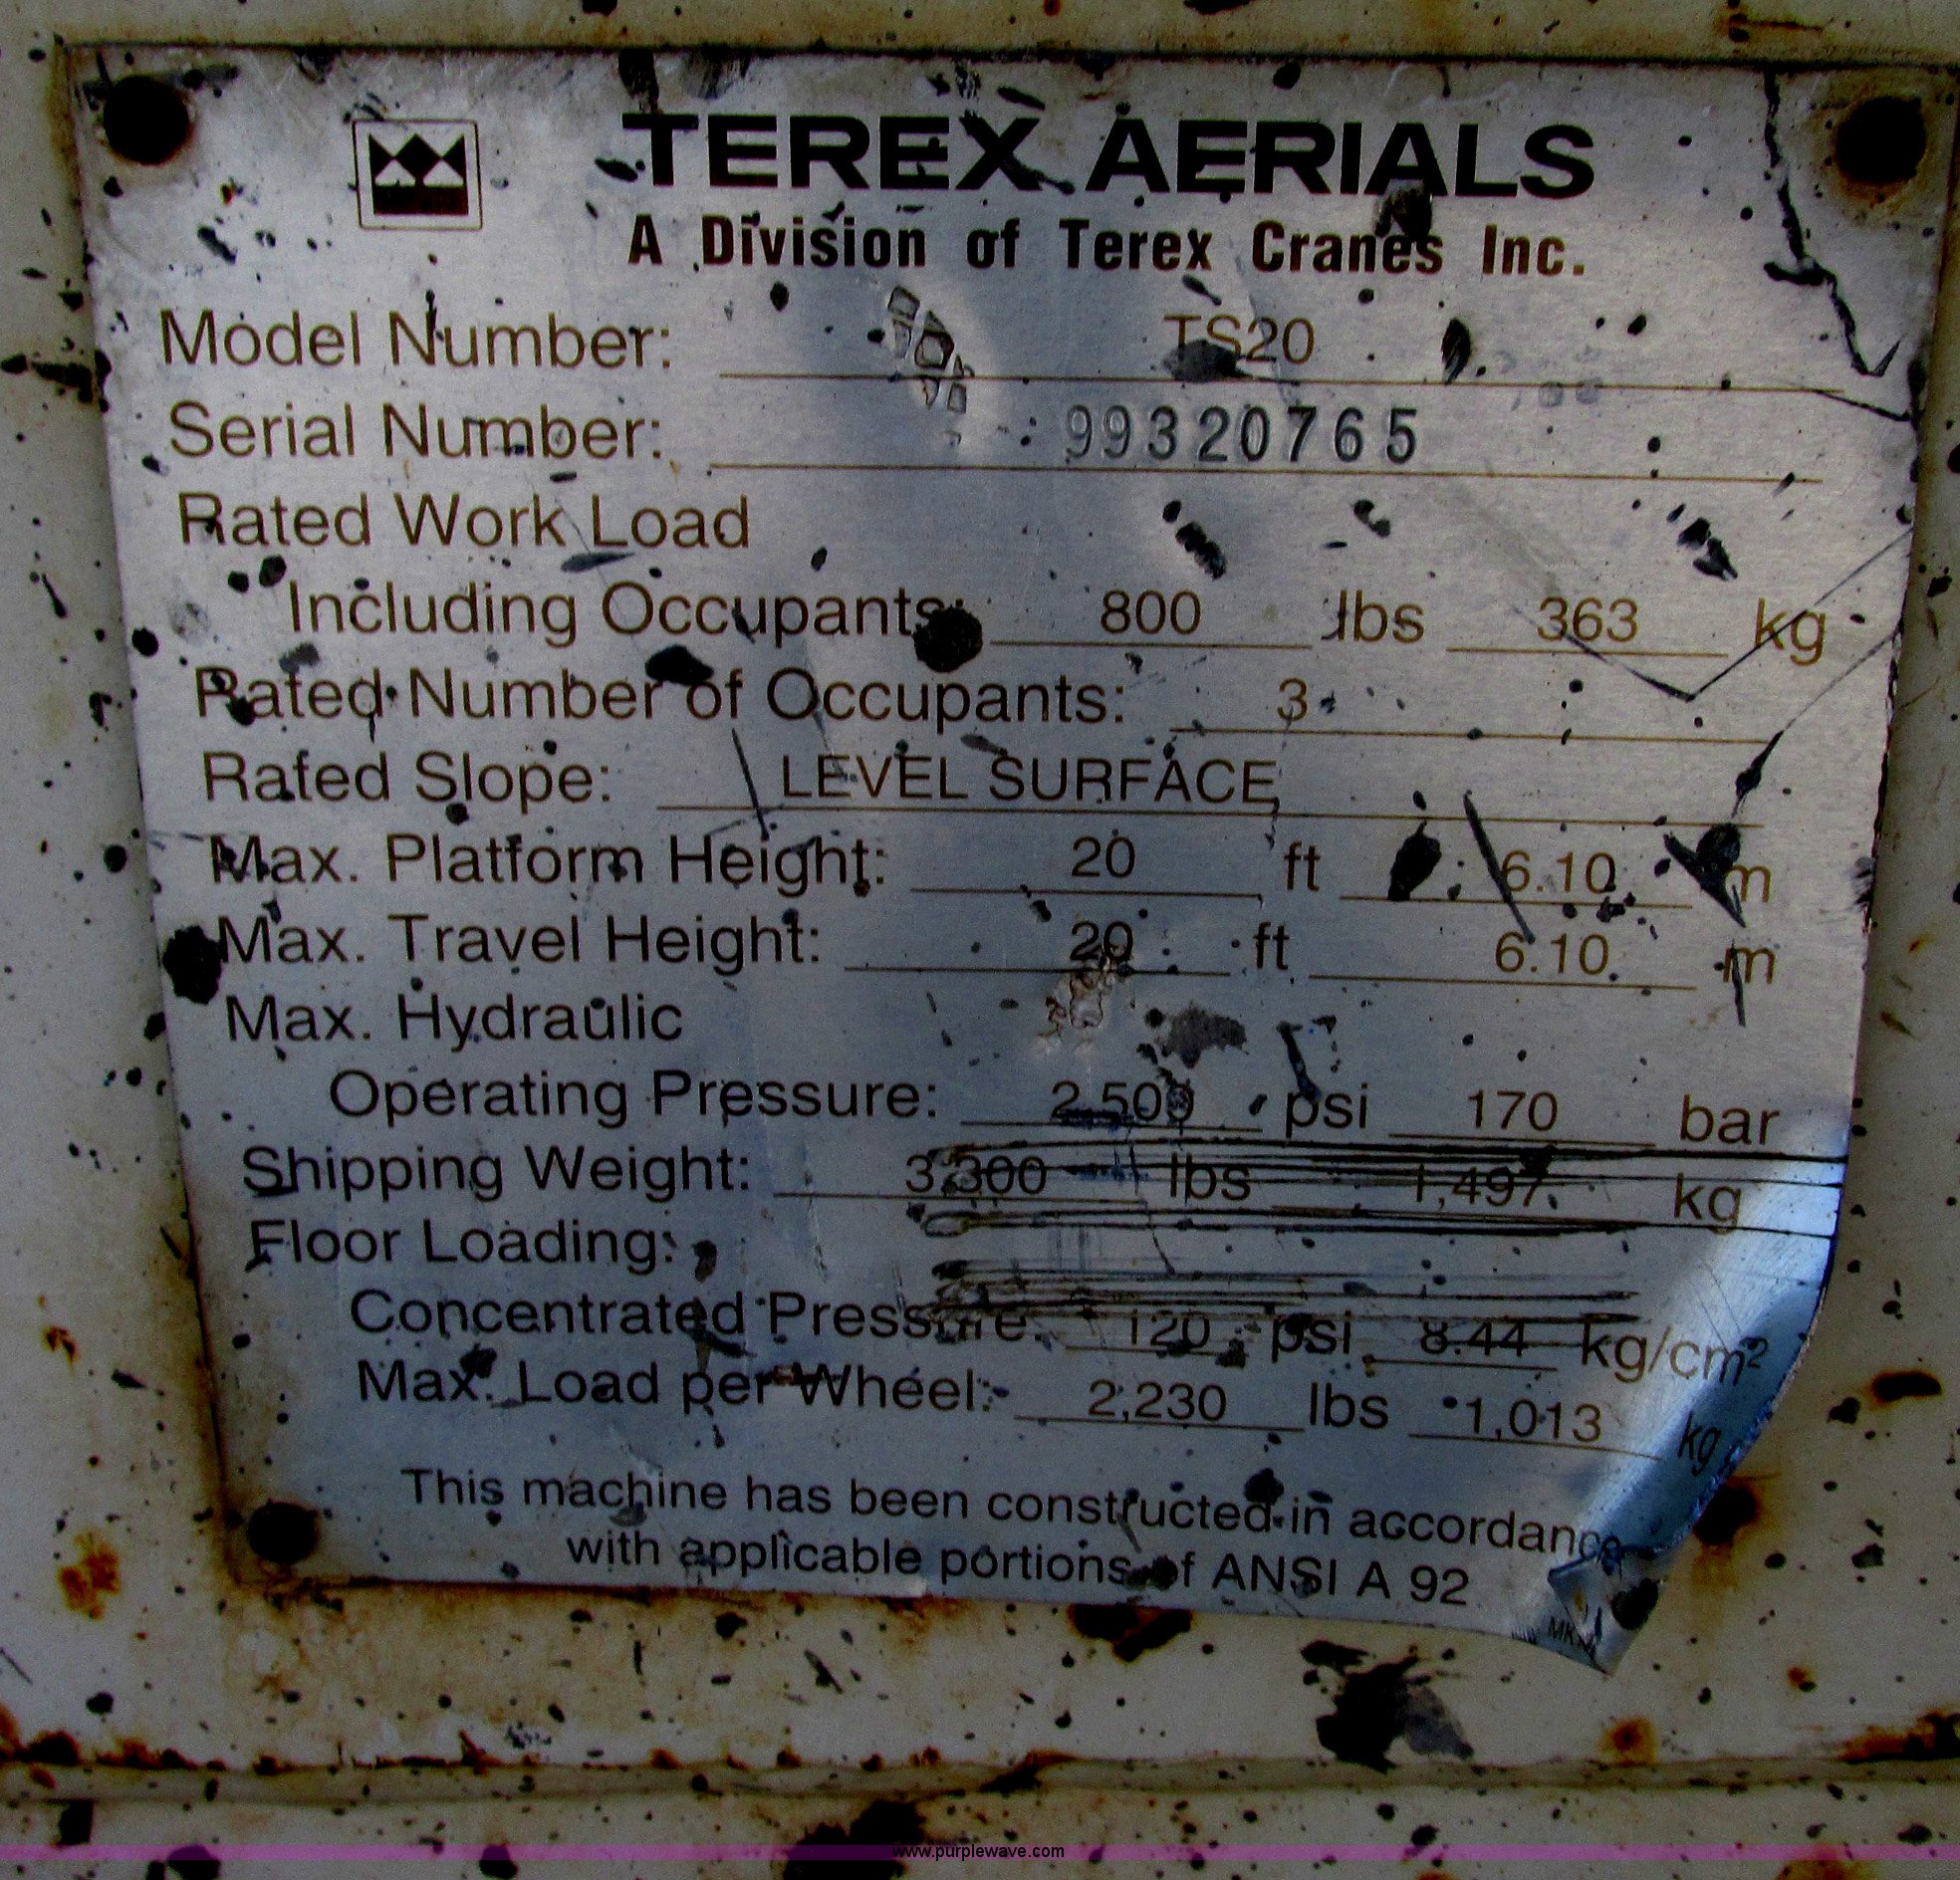 TEREX AERIALS
A Division of Terex Cranes Inc.
Model Number: TS20
Serial Number: 99320765
Rated Work Load
Including Occupants: 800 lbs 363 kg
Rated Number of Occupants: 3
Rated Slope: LEVEL SURFACE
Max. Platform Height: 20 ft 6.10 m
Max. Travel Height: 20 ft 6.10 m
Max. Hydraulic
Operating Pressure: 2,500 psi 170 bar
Shipping Weight: 3,300 lbs 1,497 kg
Floor Loading:
Concentrated Pressure: 120 psi 8.44 kg/cm²
Max. Load per Wheel: 2,230 lbs 1,013 kg
This machine has been constructed in accordance
with applicable portions of ANSI A 92
www.purplewave.com